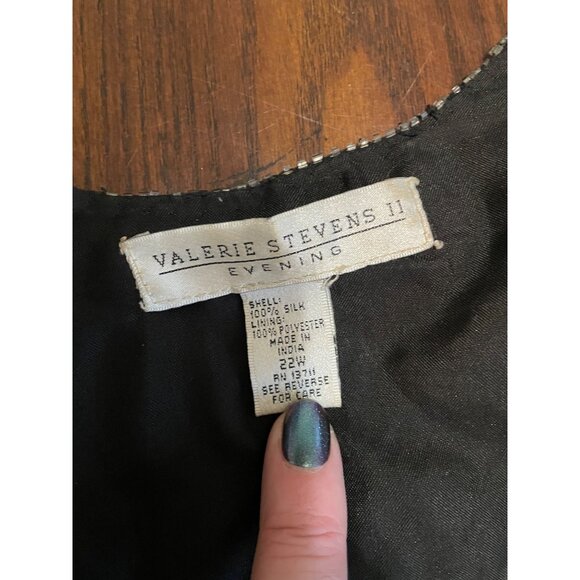 VALERIE STEVENS II
EVENING
SHELL:
100% SILK
LINING:
100% POLYESTER
MADE IN
INDIA
22W
RN 13711
SEE REVERSE
FOR CARE